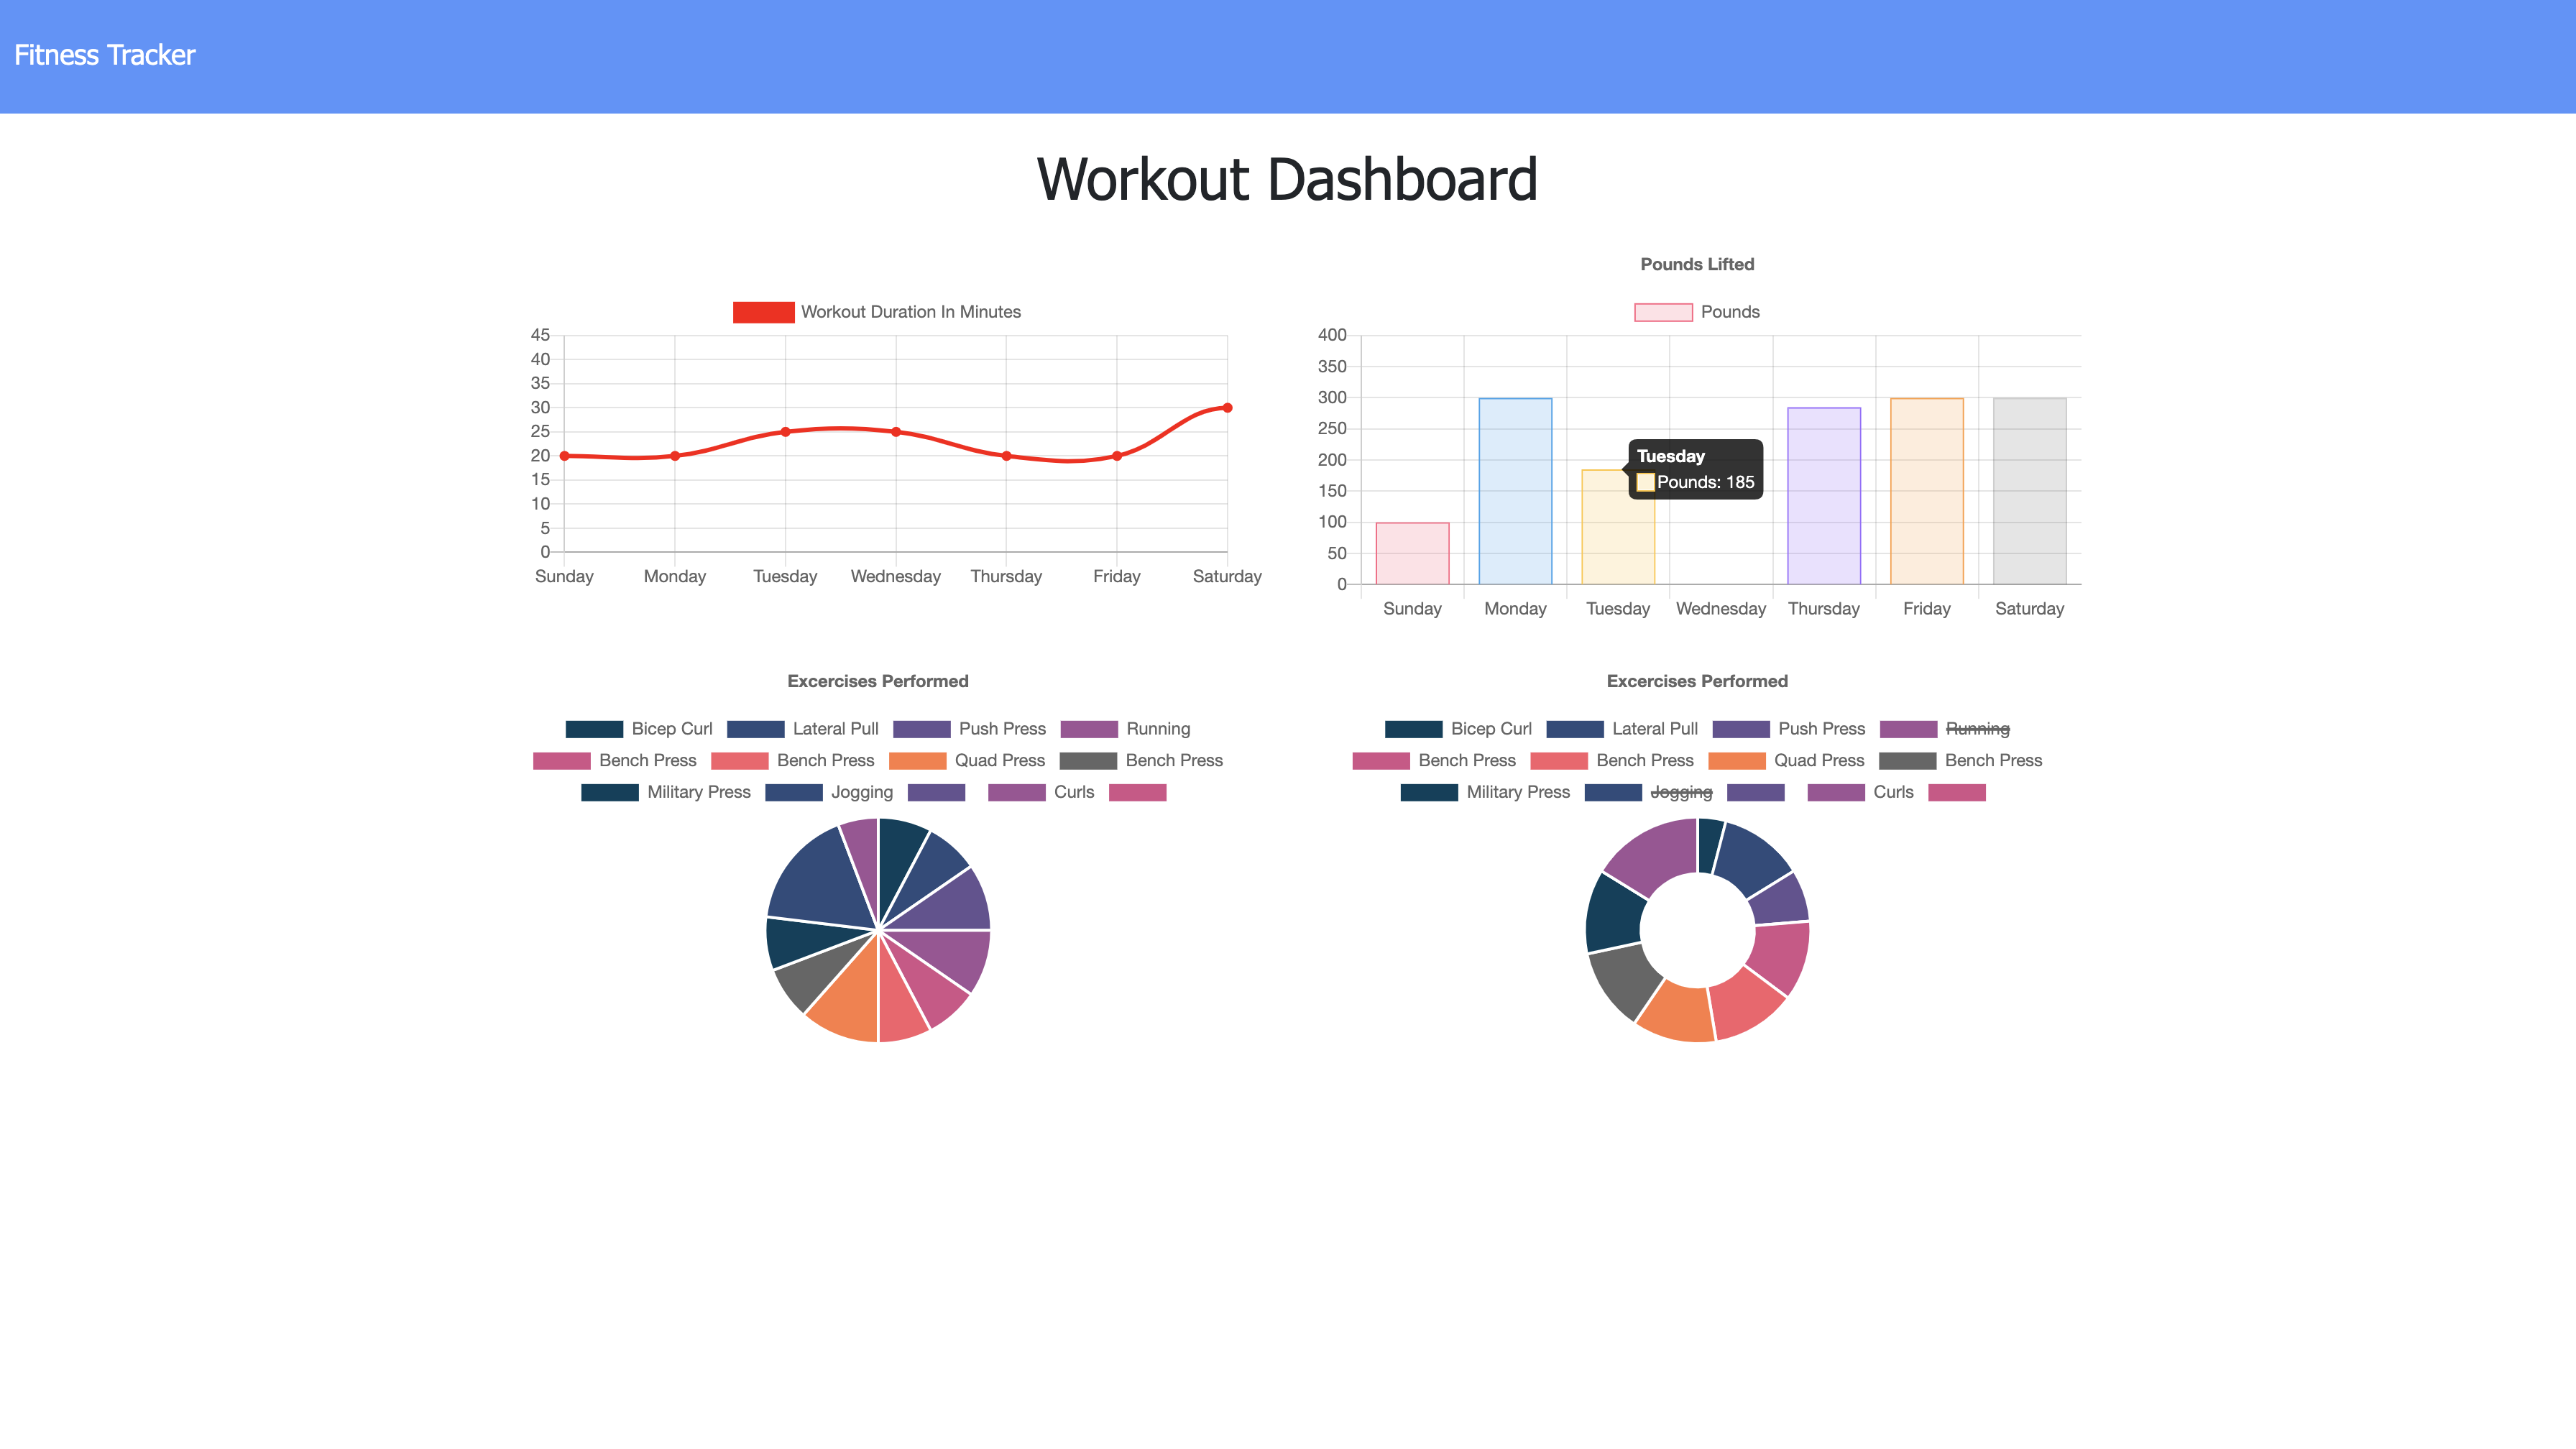 Fitness Tracker
Workout Dashboard
Workout Duration In Minutes
45
40
35
30
25
20
15
10
5
0
Sunday Monday Tuesday Wednesday Thursday Friday Saturday
Pounds Lifted
Pounds
400
350
300
250
200
150
100
50
0
Tuesday
Pounds: 185
Sunday Monday Tuesday Wednesday Thursday Friday Saturday
Excercises Performed
Bicep Curl Lateral Pull Push Press Running
Bench Press Bench Press Quad Press Bench Press
Military Press Jogging Curls
Excercises Performed
Bicep Curl Lateral Pull Push Press Running
Bench Press Bench Press Quad Press Bench Press
Military Press Jogging Curls